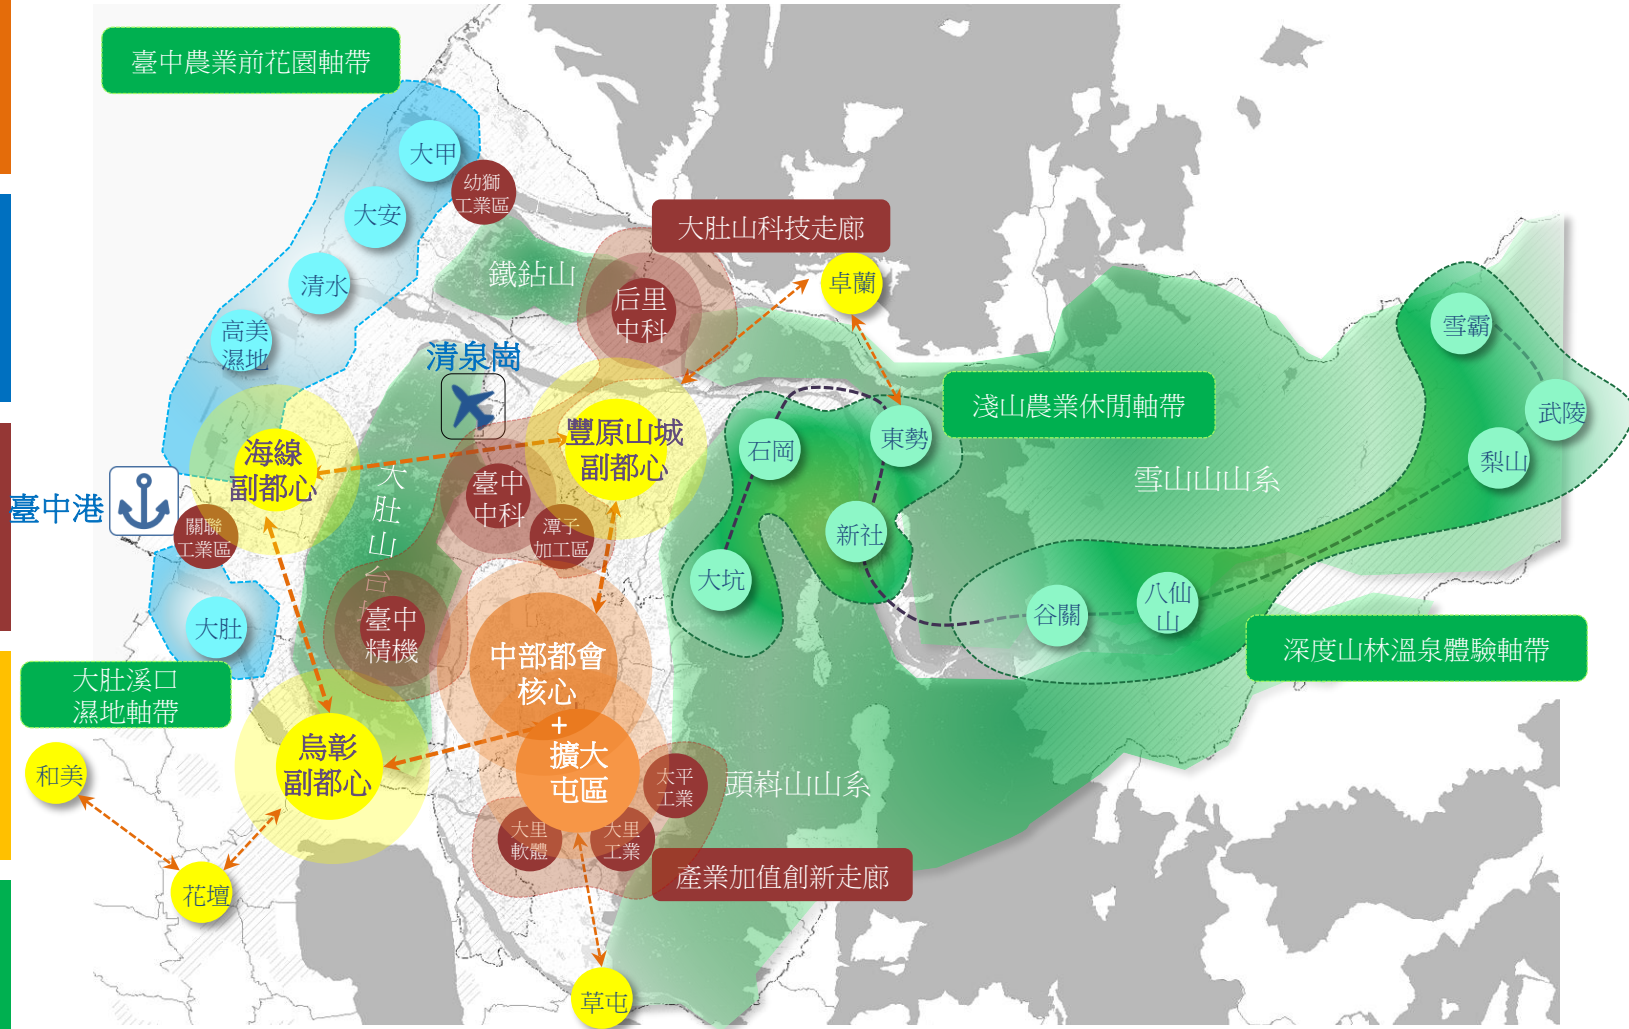 臺中農業前花園軸帶
大甲
幼獅
工業區
大安
大肚山科技走廊
鐵鉆山
清水
后里
中科
卓蘭
高美
濕地
清泉崗
雪霸
武陵
梨山
淺山農業休閒軸帶
海線
副都心
豐原山城
副都心
石岡
東勢
雪山山山系
臺中港
關聯
工業區
大
肚
山
台
臺中
中科
潭子
加工區
新社
大坑
大肚
臺中
精機
谷關
八仙
山
深度山林溫泉體驗軸帶
中部都會
核心
+
擴大
屯區
大肚溪口
濕地軸帶
烏彰
副都心
和美
太平
工業
頭嵙山山系
大里
軟體
大里
工業
產業加值創新走廊
花壇
草屯